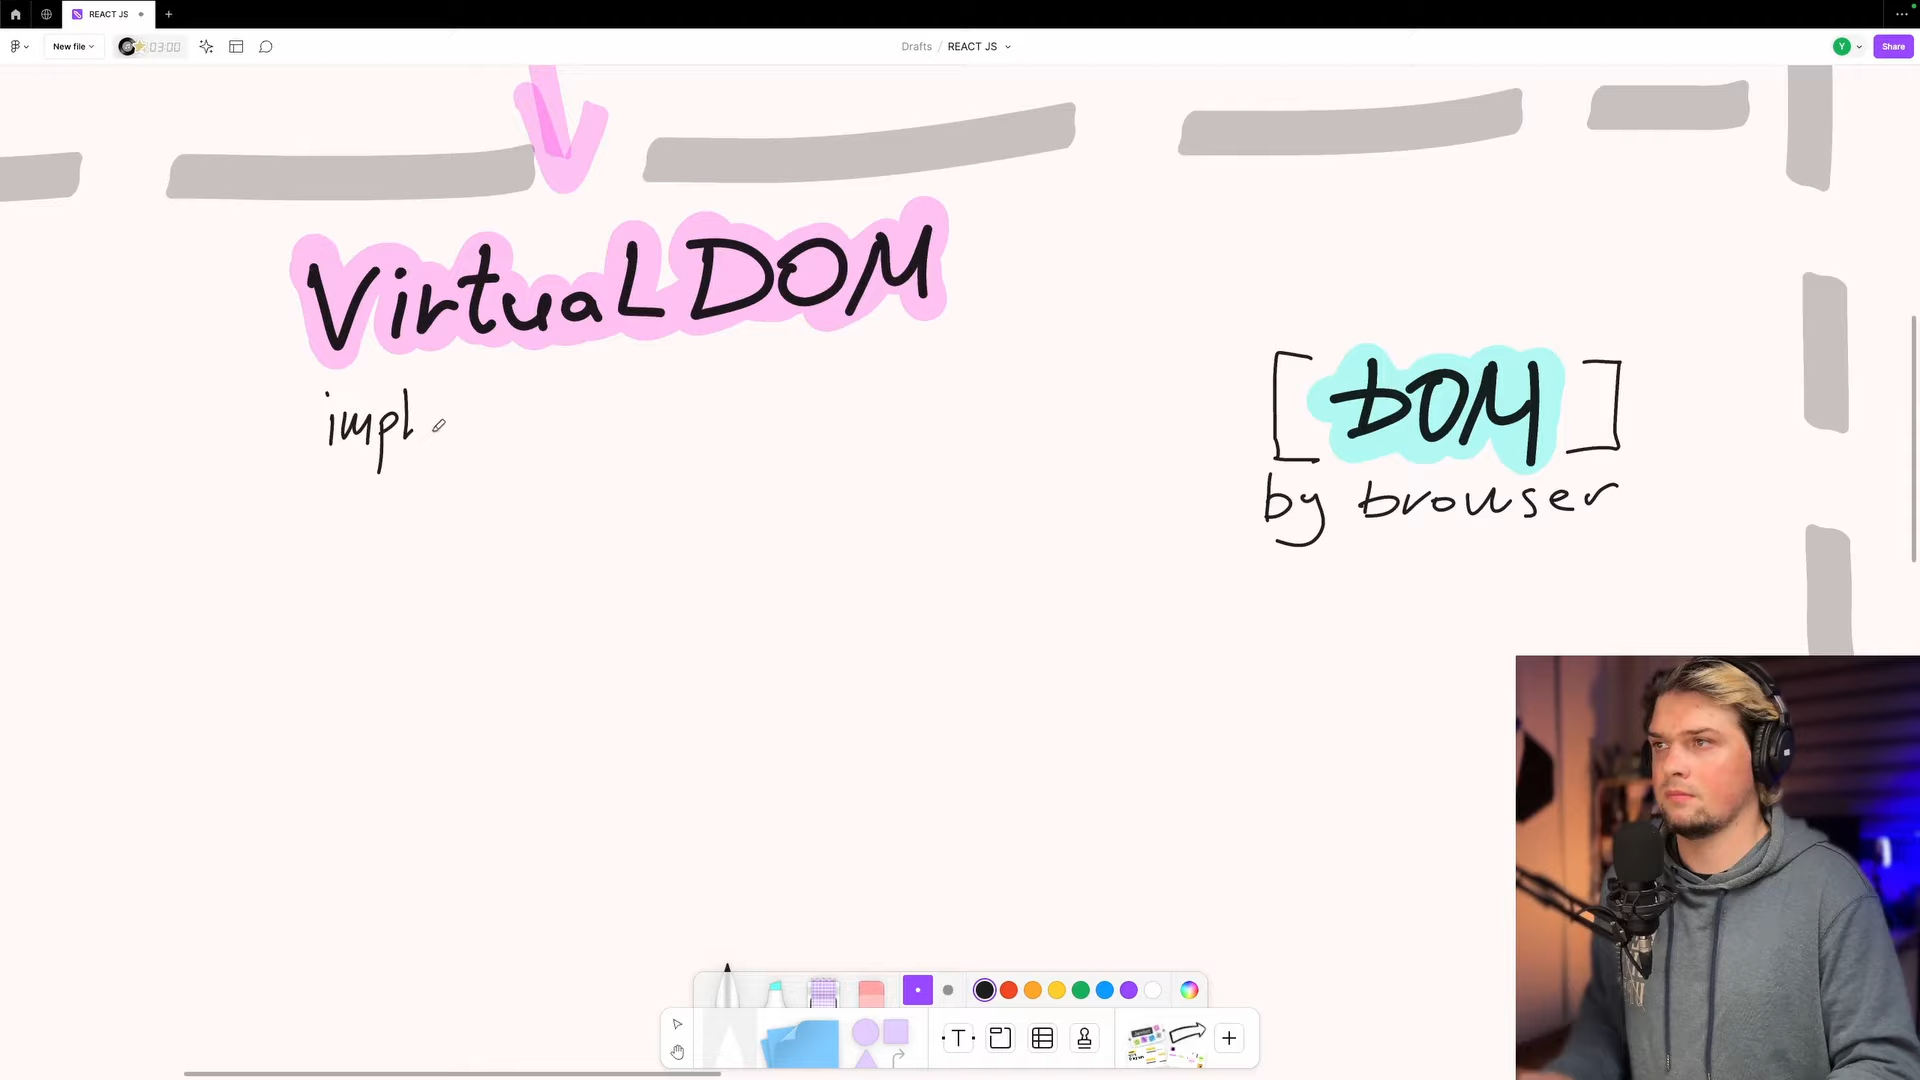 REACT JS
New file
03:00
Drafts / REACT JS
Y
Share
VirtuaL DOM
impl
[ DOM ]
by browser
T